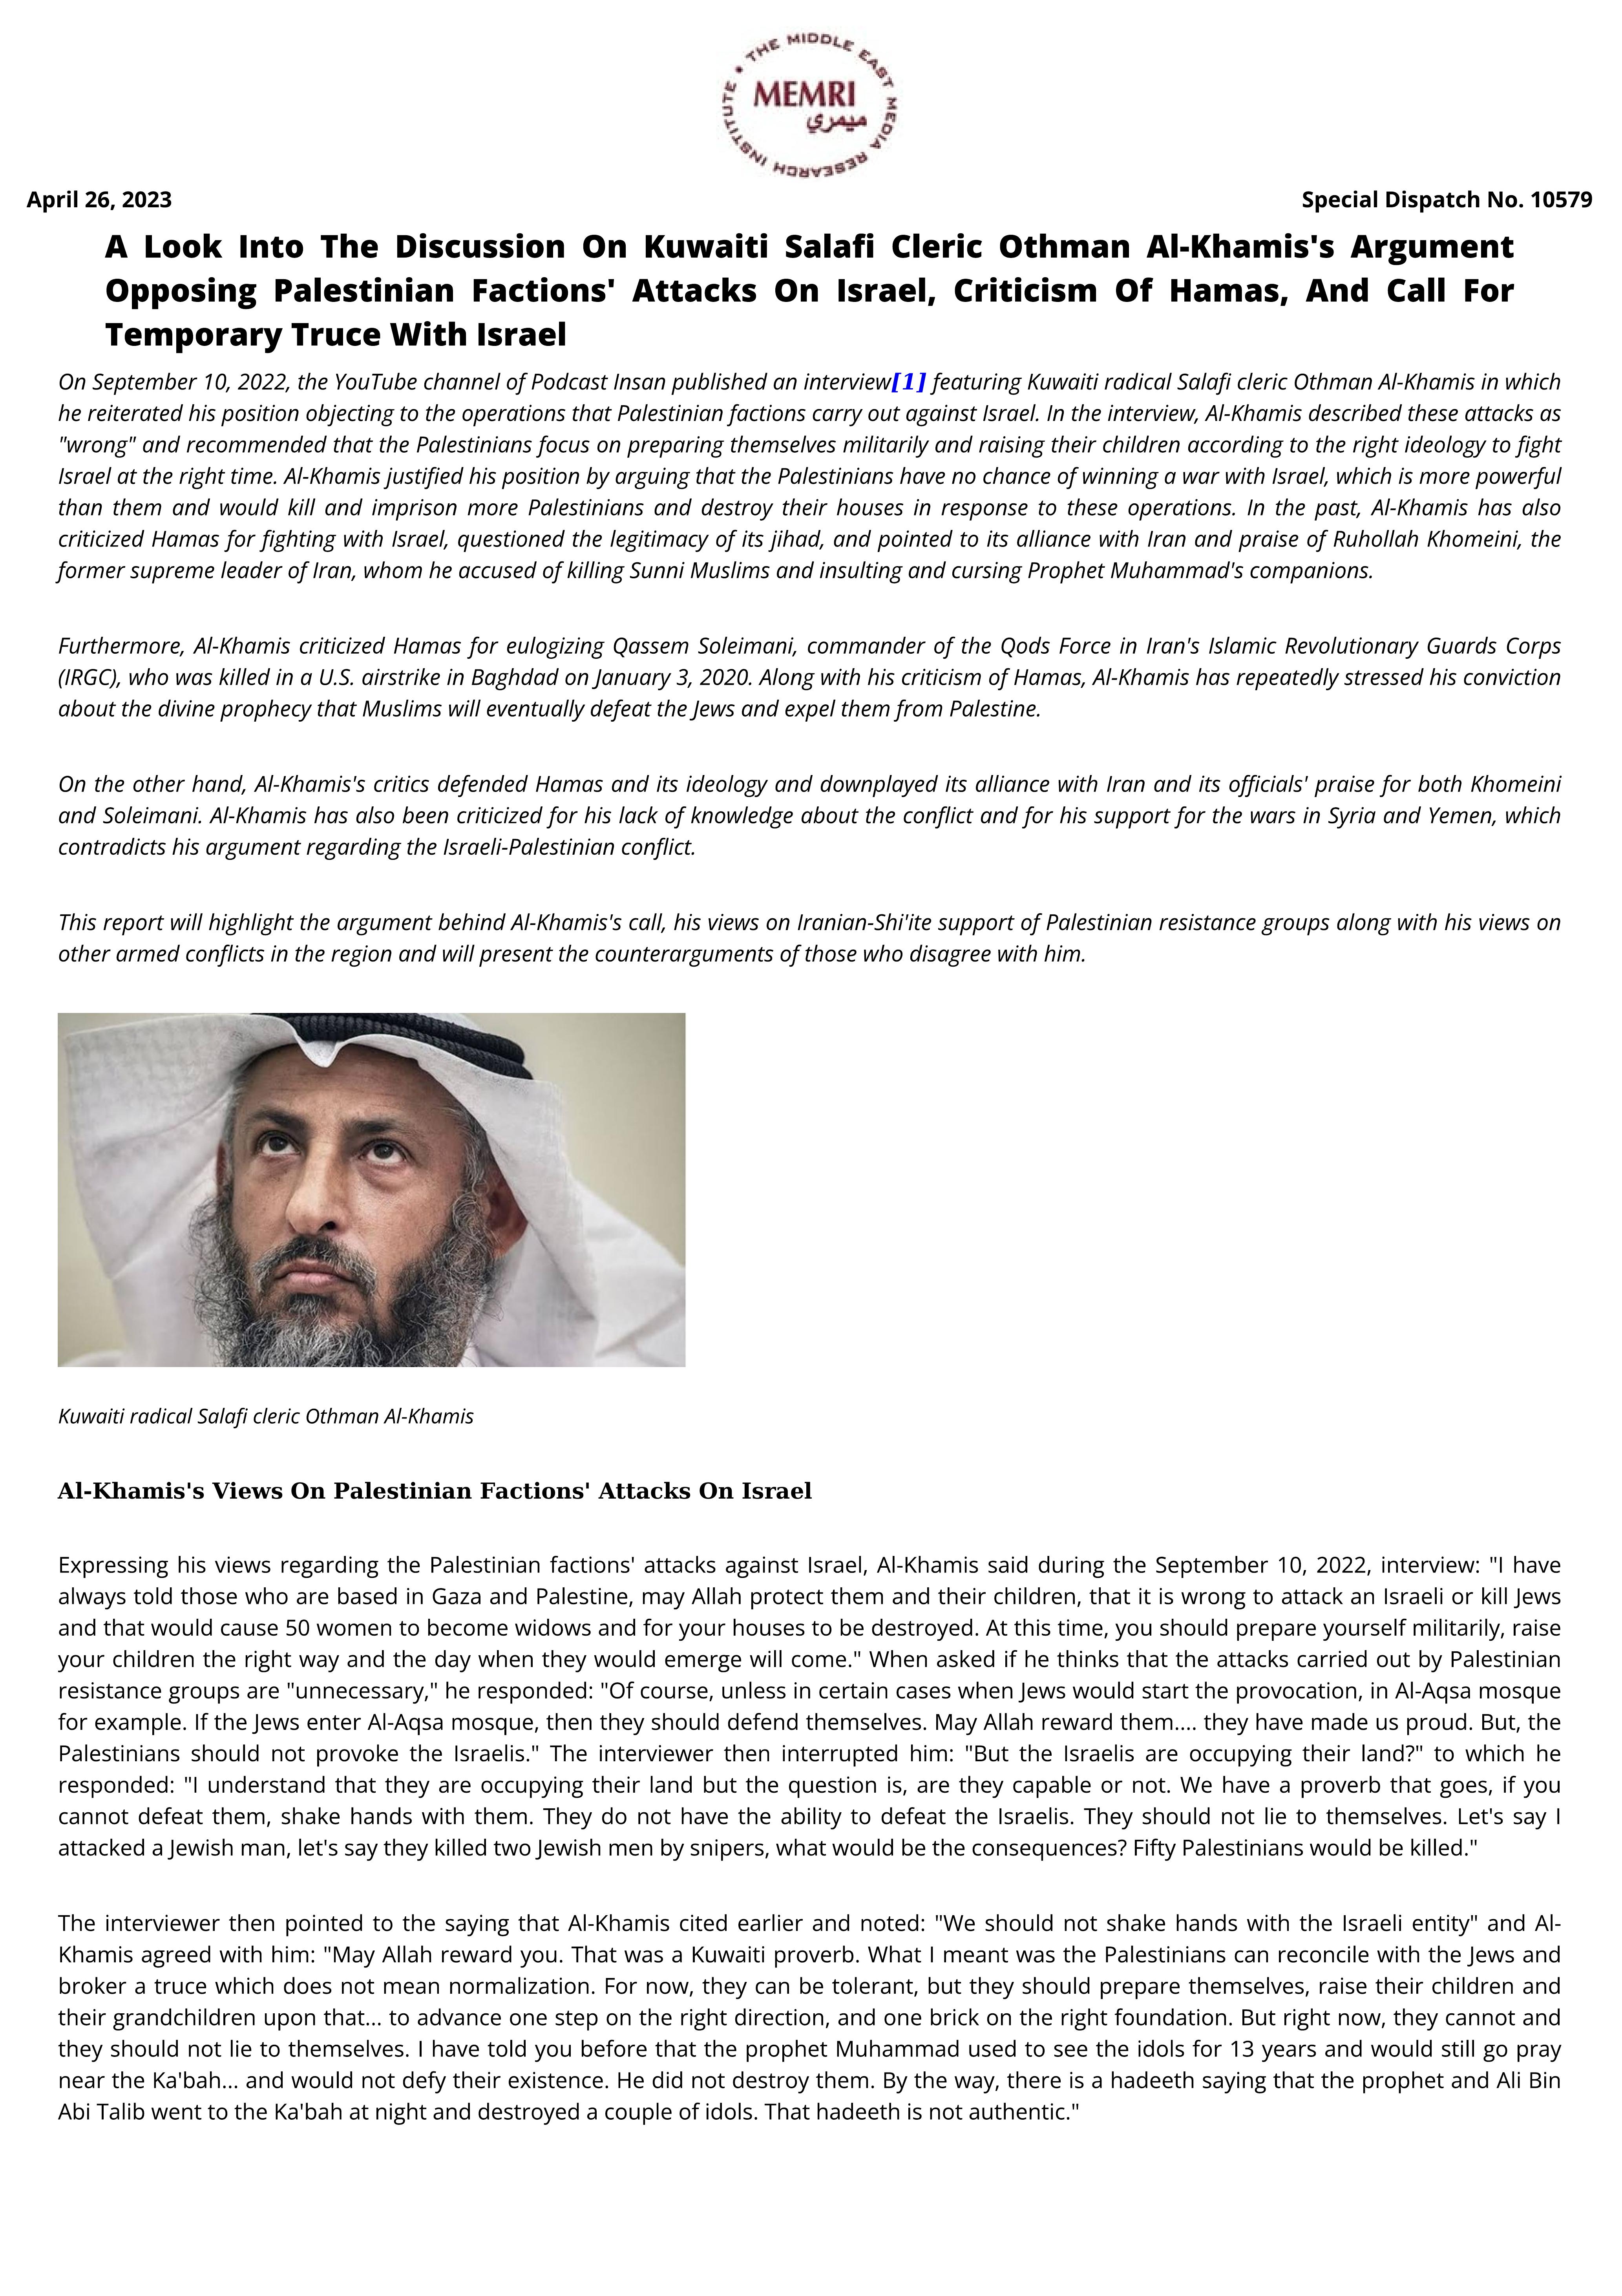 THE MIDDLE EAST MEDIA RESEARCH INSTITUTE
MEMRI
ميمري
April 26, 2023
Special Dispatch No. 10579
A Look Into The Discussion On Kuwaiti Salafi Cleric Othman Al-Khamis's Argument
Opposing Palestinian Factions' Attacks On Israel, Criticism Of Hamas, And Call For
Temporary Truce With Israel
On September 10, 2022, the YouTube channel of Podcast Insan published an interview[1] featuring Kuwaiti radical Salafi cleric Othman Al-Khamis in which
he reiterated his position objecting to the operations that Palestinian factions carry out against Israel. In the interview, Al-Khamis described these attacks as
"wrong" and recommended that the Palestinians focus on preparing themselves militarily and raising their children according to the right ideology to fight
Israel at the right time. Al-Khamis justified his position by arguing that the Palestinians have no chance of winning a war with Israel, which is more powerful
than them and would kill and imprison more Palestinians and destroy their houses in response to these operations. In the past, Al-Khamis has also
criticized Hamas for fighting with Israel, questioned the legitimacy of its jihad, and pointed to its alliance with Iran and praise of Ruhollah Khomeini, the
former supreme leader of Iran, whom he accused of killing Sunni Muslims and insulting and cursing Prophet Muhammad's companions.
Furthermore, Al-Khamis criticized Hamas for eulogizing Qassem Soleimani, commander of the Qods Force in Iran's Islamic Revolutionary Guards Corps
(IRGC), who was killed in a U.S. airstrike in Baghdad on January 3, 2020. Along with his criticism of Hamas, Al-Khamis has repeatedly stressed his conviction
about the divine prophecy that Muslims will eventually defeat the Jews and expel them from Palestine.
On the other hand, Al-Khamis's critics defended Hamas and its ideology and downplayed its alliance with Iran and its officials' praise for both Khomeini
and Soleimani. Al-Khamis has also been criticized for his lack of knowledge about the conflict and for his support for the wars in Syria and Yemen, which
contradicts his argument regarding the Israeli-Palestinian conflict.
This report will highlight the argument behind Al-Khamis's call, his views on Iranian-Shi'ite support of Palestinian resistance groups along with his views on
other armed conflicts in the region and will present the counterarguments of those who disagree with him.
Kuwaiti radical Salafi cleric Othman Al-Khamis
Al-Khamis's Views On Palestinian Factions' Attacks On Israel
Expressing his views regarding the Palestinian factions' attacks against Israel, Al-Khamis said during the September 10, 2022, interview: "I have
always told those who are based in Gaza and Palestine, may Allah protect them and their children, that it is wrong to attack an Israeli or kill Jews
and that would cause 50 women to become widows and for your houses to be destroyed. At this time, you should prepare yourself militarily, raise
your children the right way and the day when they would emerge will come." When asked if he thinks that the attacks carried out by Palestinian
resistance groups are "unnecessary," he responded: "Of course, unless in certain cases when Jews would start the provocation, in Al-Aqsa mosque
for example. If the Jews enter Al-Aqsa mosque, then they should defend themselves. May Allah reward them.... they have made us proud. But, the
Palestinians should not provoke the Israelis." The interviewer then interrupted him: "But the Israelis are occupying their land?" to which he
responded: "I understand that they are occupying their land but the question is, are they capable or not. We have a proverb that goes, if you
cannot defeat them, shake hands with them. They do not have the ability to defeat the Israelis. They should not lie to themselves. Let's say I
attacked a Jewish man, let's say they killed two Jewish men by snipers, what would be the consequences? Fifty Palestinians would be killed."
The interviewer then pointed to the saying that Al-Khamis cited earlier and noted: "We should not shake hands with the Israeli entity" and Al-
Khamis agreed with him: "May Allah reward you. That was a Kuwaiti proverb. What I meant was the Palestinians can reconcile with the Jews and
broker a truce which does not mean normalization. For now, they can be tolerant, but they should prepare themselves, raise their children and
their grandchildren upon that... to advance one step on the right direction, and one brick on the right foundation. But right now, they cannot and
they should not lie to themselves. I have told you before that the prophet Muhammad used to see the idols for 13 years and would still go pray
near the Ka'bah... and would not defy their existence. He did not destroy them. By the way, there is a hadeeth saying that the prophet and Ali Bin
Abi Talib went to the Ka'bah at night and destroyed a couple of idols. That hadeeth is not authentic."